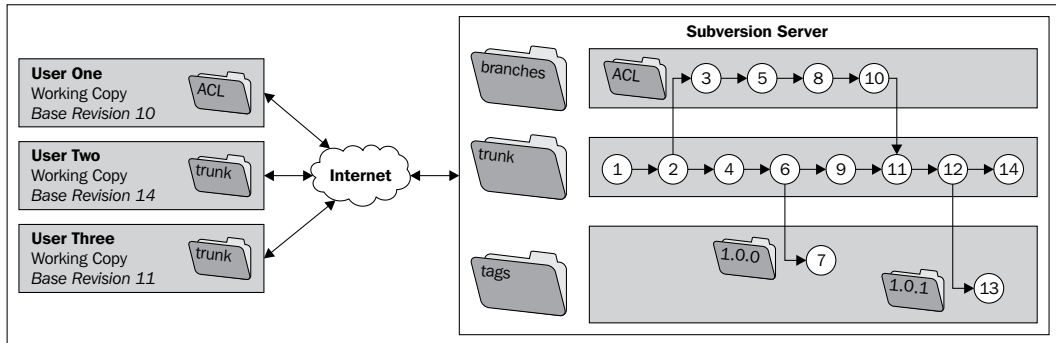 User One
Working Copy
Base Revision 10
ACL
User Two
Working Copy
Base Revision 14
trunk
User Three
Working Copy
Base Revision 11
trunk
Internet
Subversion Server
branches
ACL
3
5
8
10
trunk
1
2
4
6
9
11
12
14
tags
1.0.0
7
1.0.1
13